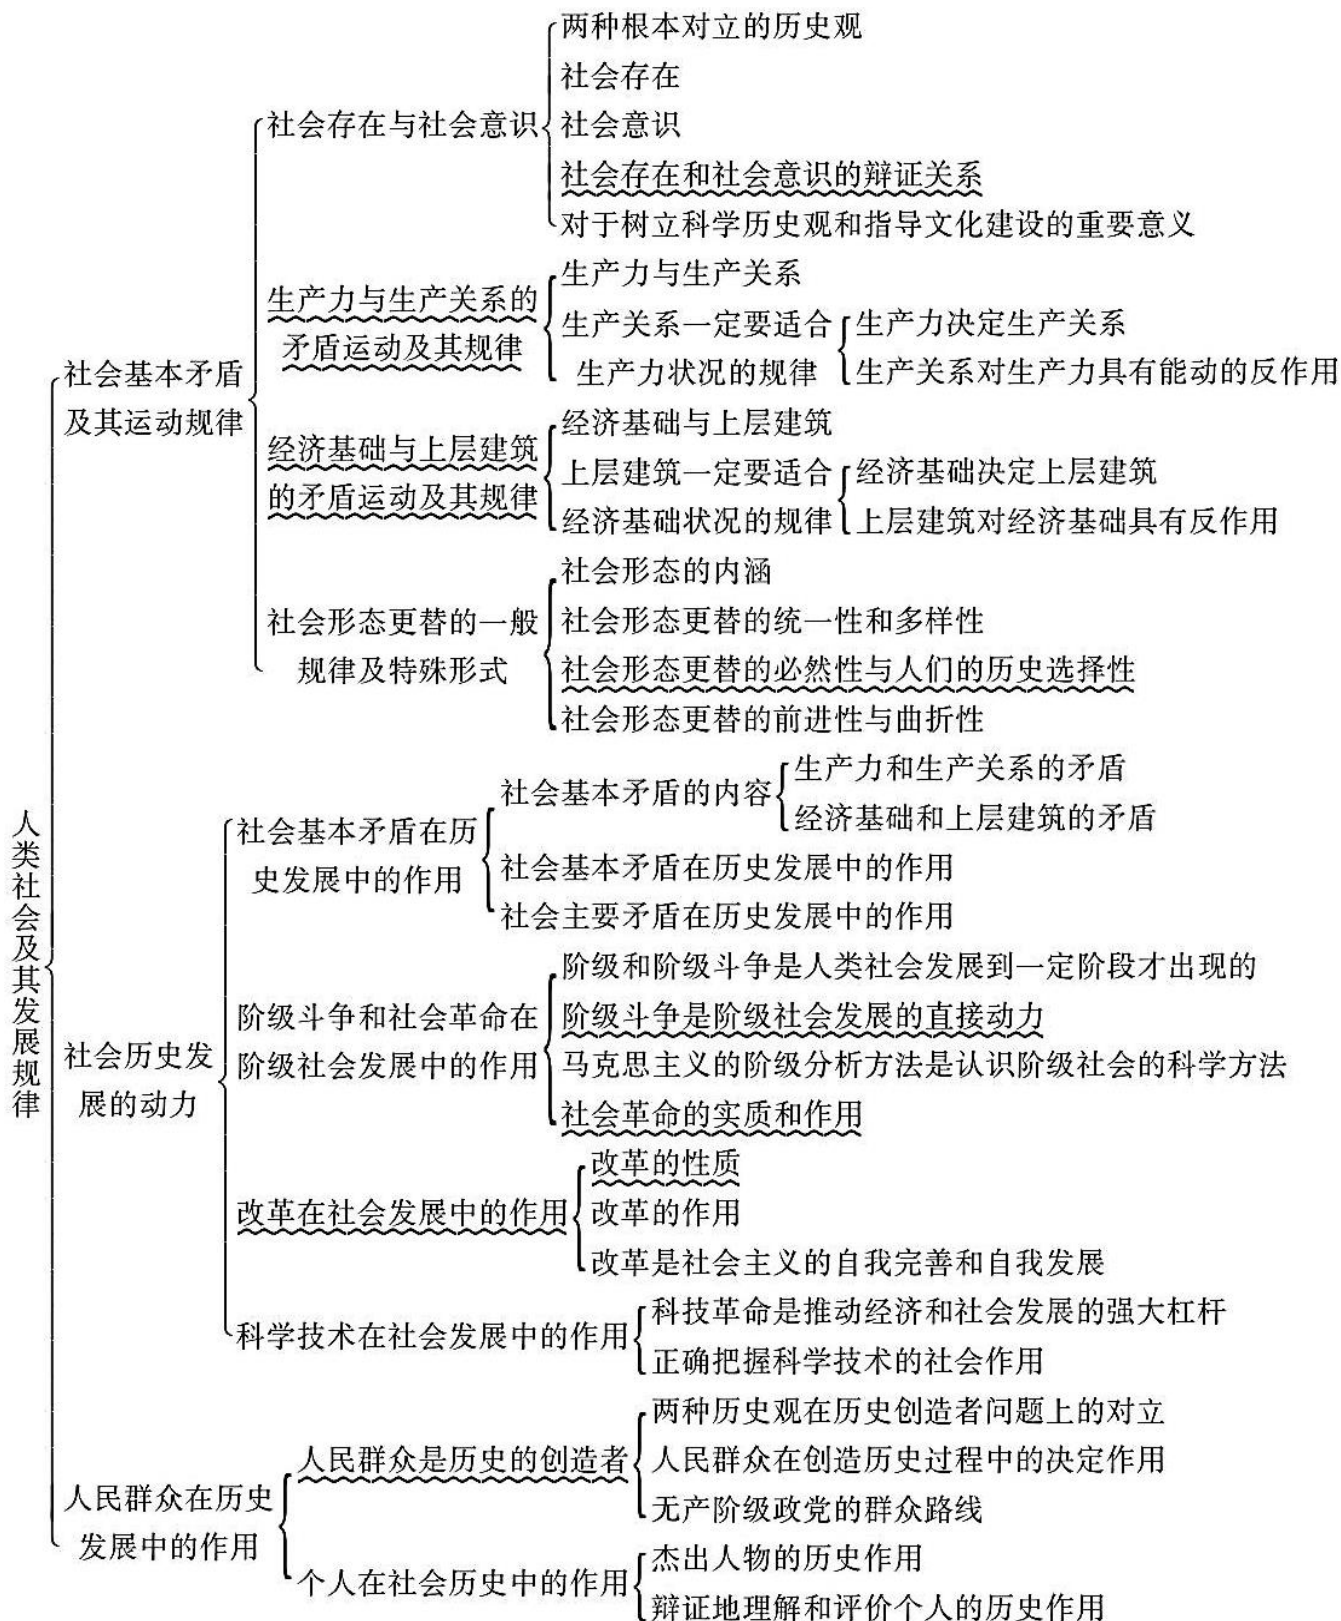 人类社会及其发展规律
社会基本矛盾
及其运动规律
社会存在与社会意识
两种根本对立的历史观
社会存在
社会意识
社会存在和社会意识的辩证关系
对于树立科学历史观和指导文化建设的重要意义
生产力与生产关系的
矛盾运动及其规律
生产力与生产关系
生产关系一定要适合
生产力状况的规律
生产力决定生产关系
生产关系对生产力具有能动的反作用
经济基础与上层建筑
的矛盾运动及其规律
经济基础与上层建筑
上层建筑一定要适合
经济基础状况的规律
经济基础决定上层建筑
上层建筑对经济基础具有反作用
社会形态更替的一般
规律及特殊形式
社会形态的内涵
社会形态更替的统一性和多样性
社会形态更替的必然性与人们的历史选择性
社会形态更替的前进性与曲折性
社会历史发
展的动力
社会基本矛盾在历
史发展中的作用
社会基本矛盾的内容
生产力和生产关系的矛盾
经济基础和上层建筑的矛盾
社会基本矛盾在历史发展中的作用
社会主要矛盾在历史发展中的作用
阶级斗争和社会革命在
阶级社会发展中的作用
阶级和阶级斗争是人类社会发展到一定阶段才出现的
阶级斗争是阶级社会发展的直接动力
马克思主义的阶级分析方法是认识阶级社会的科学方法
社会革命的实质和作用
改革在社会发展中的作用
改革的性质
改革的作用
改革是社会主义的自我完善和自我发展
科学技术在社会发展中的作用
科技革命是推动经济和社会发展的强大杠杆
正确把握科学技术的社会作用
人民群众在历史
发展中的作用
人民群众是历史的创造者
两种历史观在历史创造者问题上的对立
人民群众在创造历史过程中的决定作用
无产阶级政党的群众路线
个人在社会历史中的作用
杰出人物的历史作用
辩证地理解和评价个人的历史作用